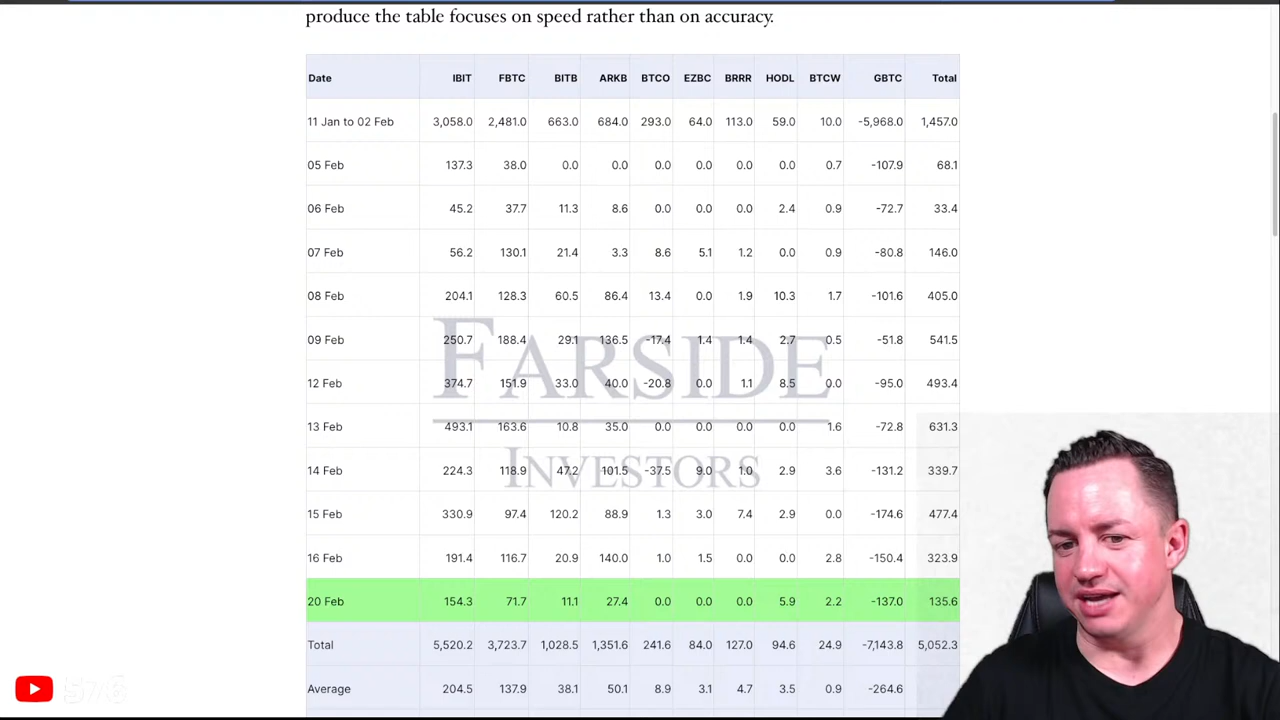 produce the table focuses on speed rather than on accuracy.
Date IBIT FBTC BITB ARKB BTCO EZBC BRRR HODL BTCW GBTC Total
11 Jan to 02 Feb 3,058.0 2,481.0 663.0 684.0 293.0 64.0 113.0 59.0 10.0 -5,968.0 1,457.0
05 Feb 137.3 38.0 0.0 0.0 0.0 0.0 0.0 0.0 0.7 -107.9 68.1
06 Feb 45.2 37.7 11.3 8.6 0.0 0.0 0.0 2.4 0.9 -72.7 33.4
07 Feb 56.2 130.1 21.4 3.3 8.6 5.1 1.2 0.0 0.9 -80.8 146.0
08 Feb 204.1 128.3 60.5 86.4 13.4 0.0 1.9 10.3 1.7 -101.6 405.0
09 Feb 250.7 188.4 29.1 136.5 -17.4 1.4 1.4 2.7 0.5 -51.8 541.5
12 Feb 374.7 151.9 33.0 40.0 -20.8 0.0 1.1 8.5 0.0 -95.0 493.4
13 Feb 493.1 163.6 10.8 35.0 0.0 0.0 0.0 0.0 1.6 -72.8 631.3
14 Feb 224.3 118.9 47.2 101.5 -37.5 9.0 1.0 2.9 3.6 -131.2 339.7
15 Feb 330.9 97.4 120.2 88.9 1.3 3.0 7.4 2.9 0.0 -174.6 477.4
16 Feb 191.4 116.7 20.9 140.0 1.0 1.5 0.0 0.0 2.8 -150.4 323.9
20 Feb 154.3 71.7 11.1 27.4 0.0 0.0 0.0 5.9 2.2 -137.0 135.6
Total 5,520.2 3,723.7 1,028.5 1,351.6 241.6 84.0 127.0 94.6 24.9 -7,143.8 5,052.3
Average 204.5 137.9 38.1 50.1 8.9 3.1 4.7 3.5 0.9 -264.6
FARSIDE
INVESTORS